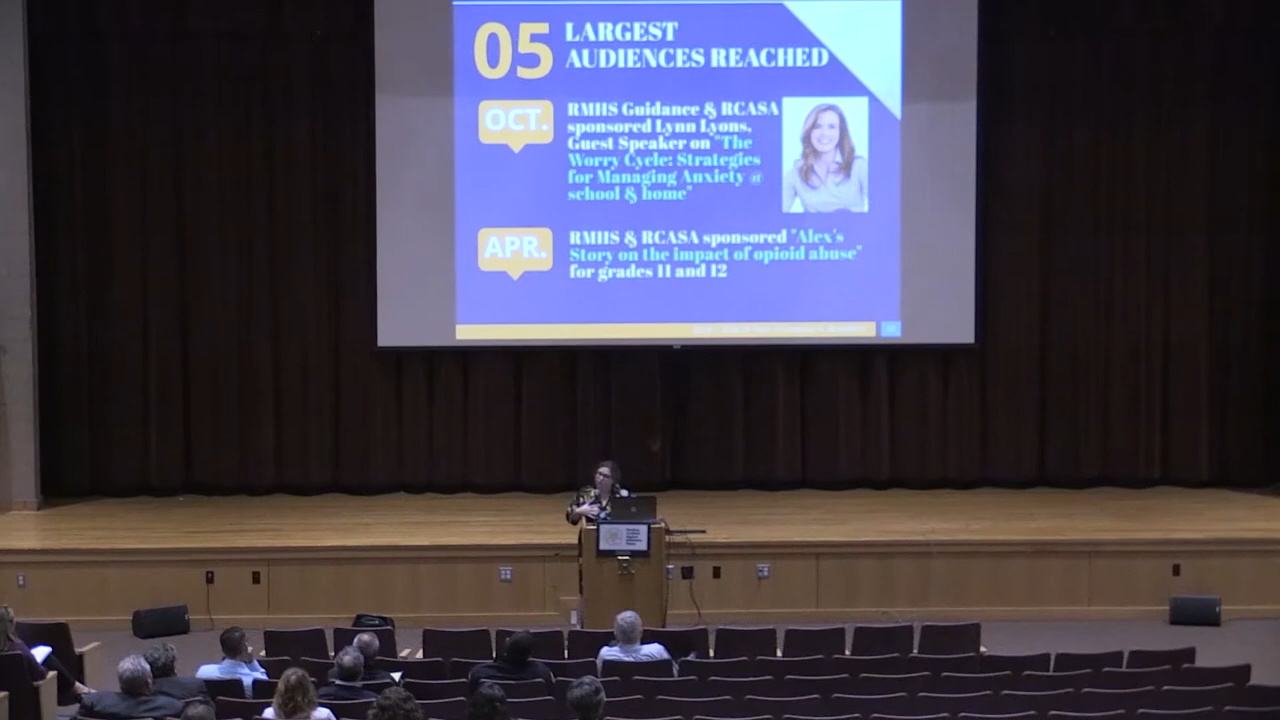 05
LARGEST
AUDIENCES REACHED
OCT.
RMHS Guidance & RCASA
sponsored Lynn Lyons,
Guest Speaker on "The
Worry Cycle: Strategies
for Managing Anxiety @
school & home"
APR.
RMHS & RCASA sponsored "Alex's
Story on the impact of opioid abuse"
for grades 11 and 12